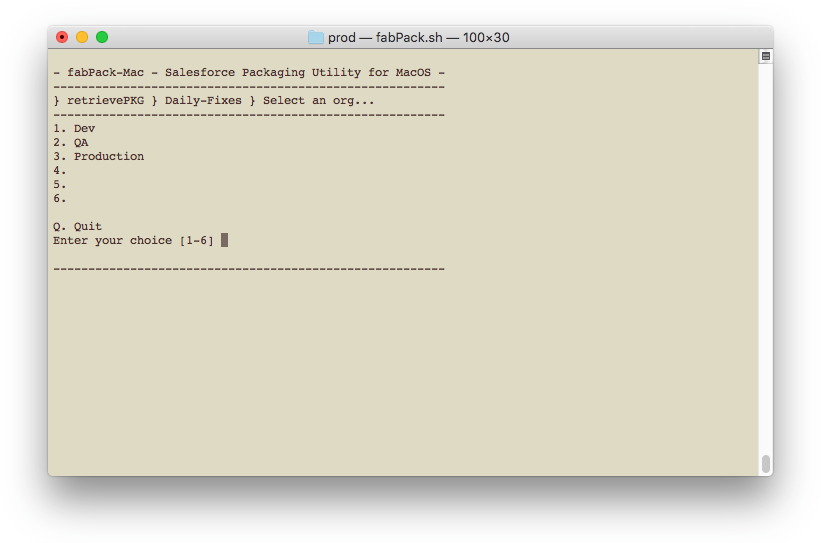 prod — fabPack.sh — 100×30
- fabPack-Mac - Salesforce Packaging Utility for MacOS -
--------------------------------------------------------
} retrievePKG } Daily-Fixes } Select an org...
--------------------------------------------------------
1. Dev
2. QA
3. Production
4.
5.
6.
Q. Quit
Enter your choice [1-6]
--------------------------------------------------------